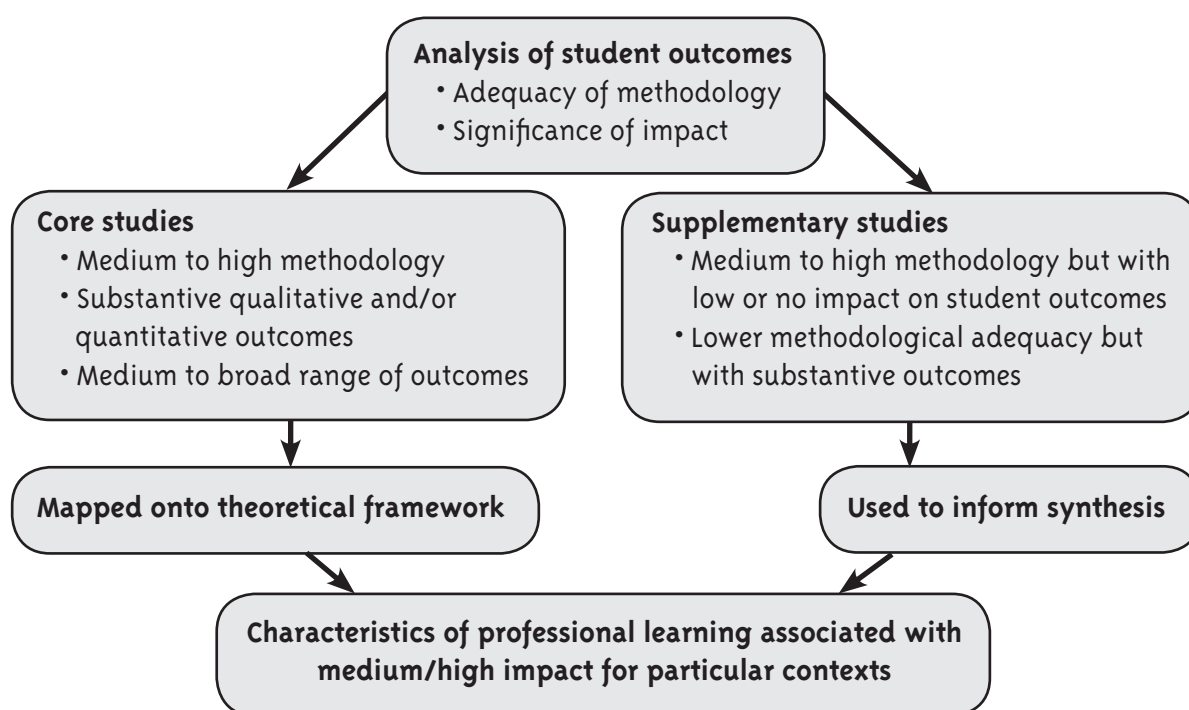 Analysis of student outcomes
• Adequacy of methodology
• Significance of impact
Core studies
• Medium to high methodology
• Substantive qualitative and/or
quantitative outcomes
• Medium to broad range of outcomes
Supplementary studies
• Medium to high methodology but with
low or no impact on student outcomes
• Lower methodological adequacy but
with substantive outcomes
Mapped onto theoretical framework
Used to inform synthesis
Characteristics of professional learning associated with
medium/high impact for particular contexts